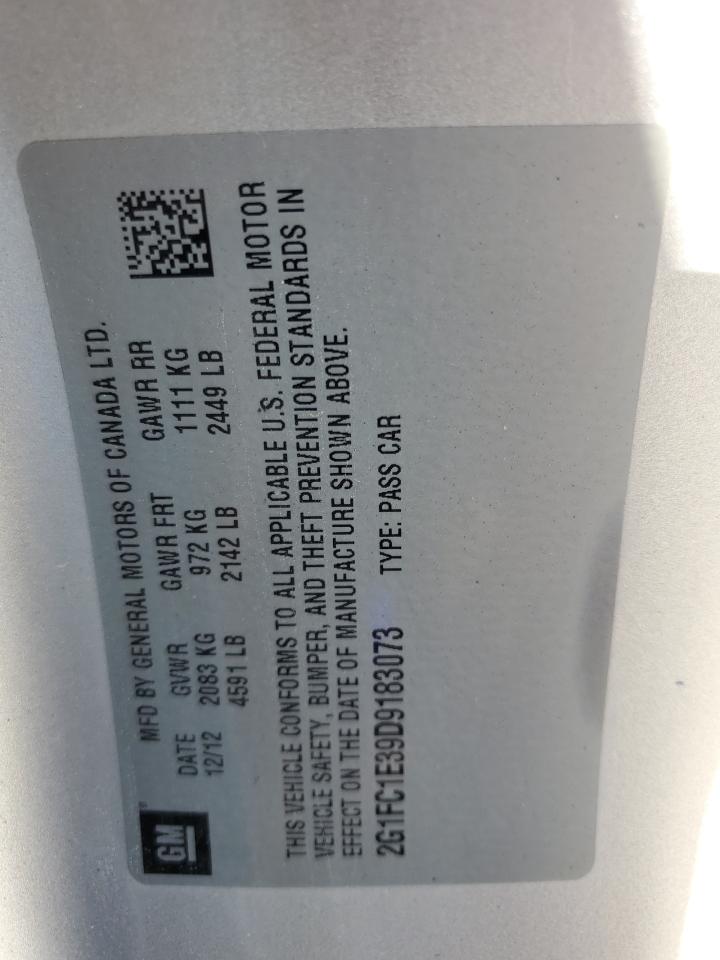 GM
MFD BY GENERAL MOTORS OF CANADA LTD.
DATE GVWR GAWR FRT GAWR RR
12/12 2083 KG 972 KG 1111 KG
4591 LB 2142 LB 2449 LB
THIS VEHICLE CONFORMS TO ALL APPLICABLE U.S. FEDERAL MOTOR
VEHICLE SAFETY, BUMPER, AND THEFT PREVENTION STANDARDS IN
EFFECT ON THE DATE OF MANUFACTURE SHOWN ABOVE.
2G1FC1E39D9183073 TYPE: PASS CAR